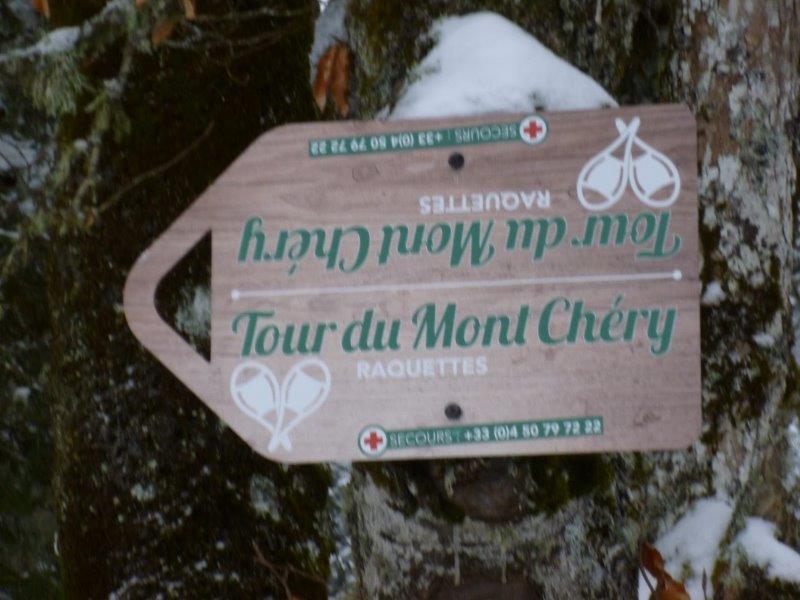 SECOURS : +33 (0)4 50 79 72 22
RAQUETTES
Tour du Mont Chéry
Tour du Mont Chéry
RAQUETTES
SECOURS : +33 (0)4 50 79 72 22